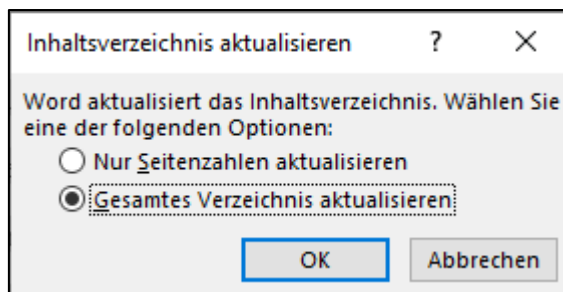 Inhaltsverzeichnis aktualisieren ?
Word aktualisiert das Inhaltsverzeichnis. Wählen Sie
eine der folgenden Optionen:
Nur Seitenzahlen aktualisieren
Gesamtes Verzeichnis aktualisieren
OK Abbrechen